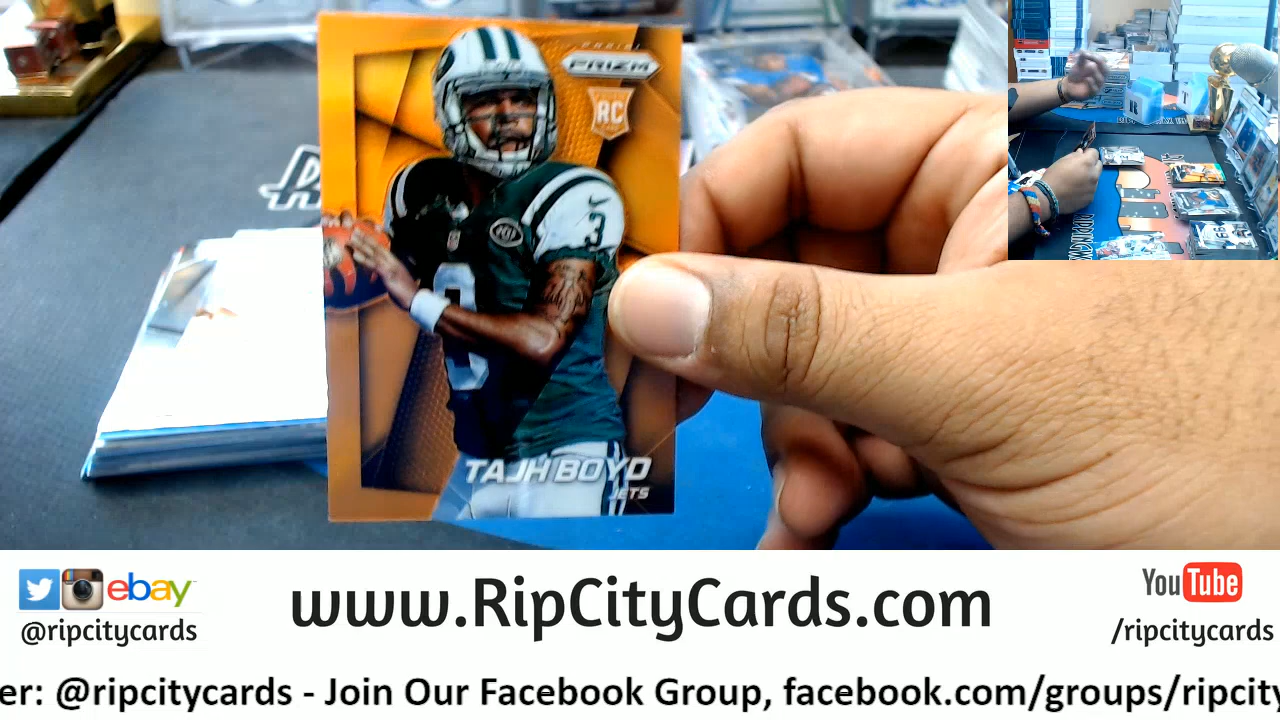 PANINI
PRIZM
RC
TAJH BOYD
JETS
ebay
@ripcitycards
www.RipCityCards.com
YouTube
/ripcitycards
er: @ripcitycards - Join Our Facebook Group, facebook.com/groups/ripcity